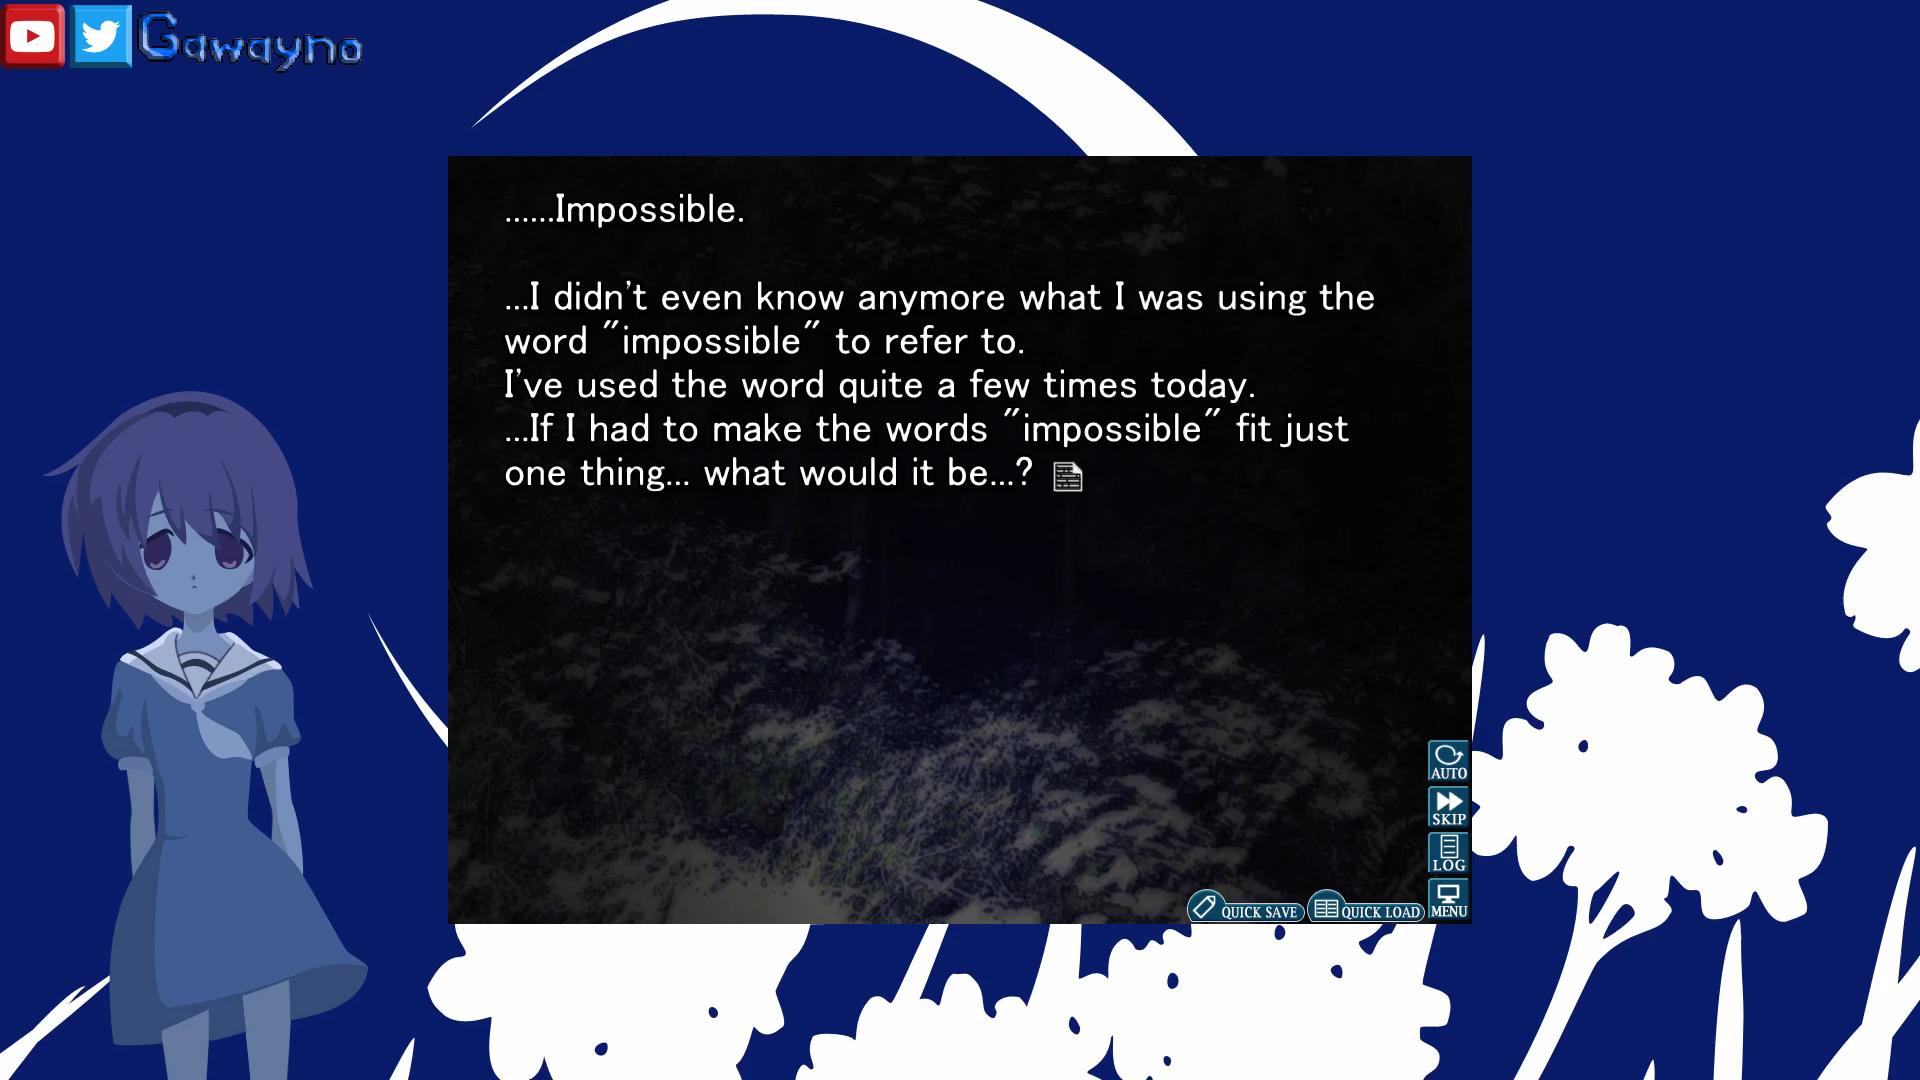 Gawayno
......Impossible.
...I didn't even know anymore what I was using the
word "impossible" to refer to.
I've used the word quite a few times today.
...If I had to make the words "impossible" fit just
one thing... what would it be...?
AUTO
SKIP
LOG
MENU
QUICK SAVE
QUICK LOAD